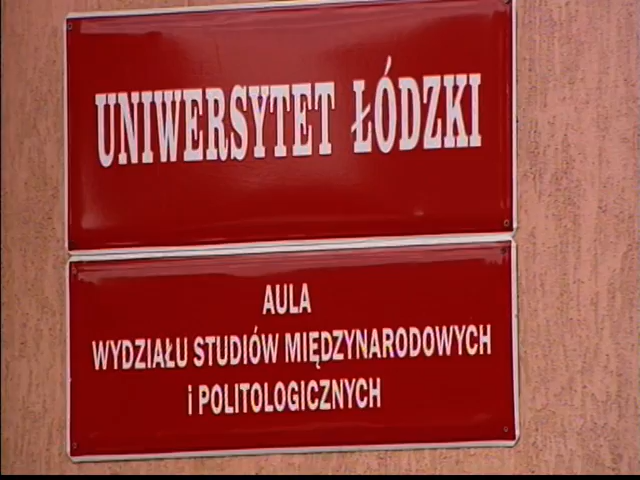 UNIWERSYTET ŁÓDZKI
AULA
WYDZIAŁU STUDIÓW MIĘDZYNARODOWYCH
i POLITOLOGICZNYCH